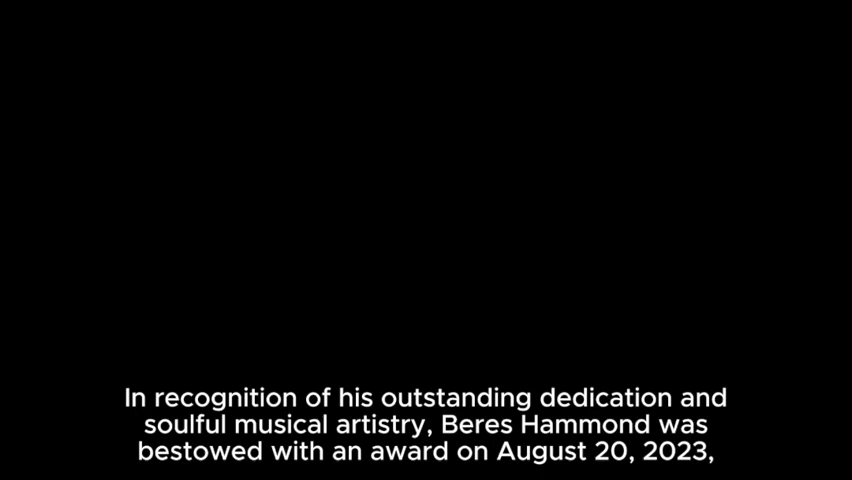 In recognition of his outstanding dedication and
soulful musical artistry, Beres Hammond was
bestowed with an award on August 20, 2023,